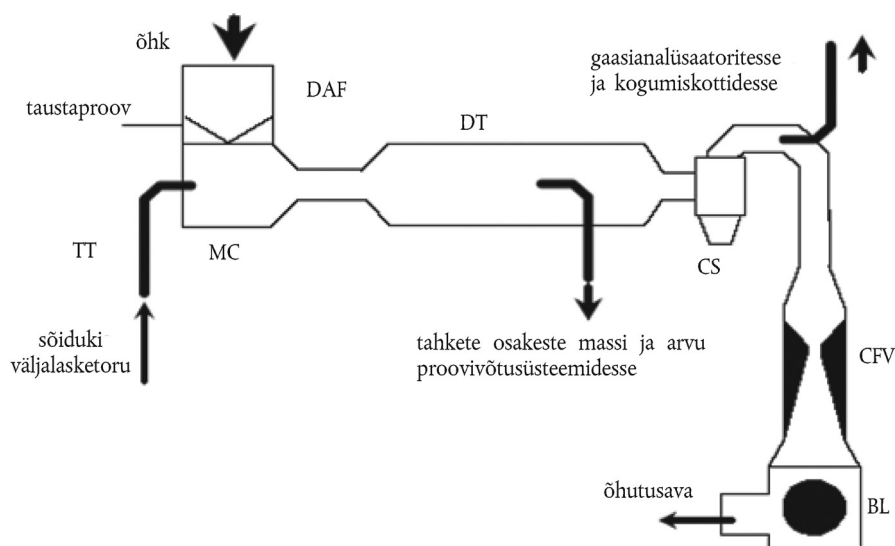 õhk
DAF
taustaproov
DT
gaasianalüsaatoritesse
ja kogumiskottidesse
TT
MC
CS
sõiduki
väljalasketoru
tahkete osakeste massi ja arvu
proovivõtusüsteemidesse
CFV
õhutusava
BL